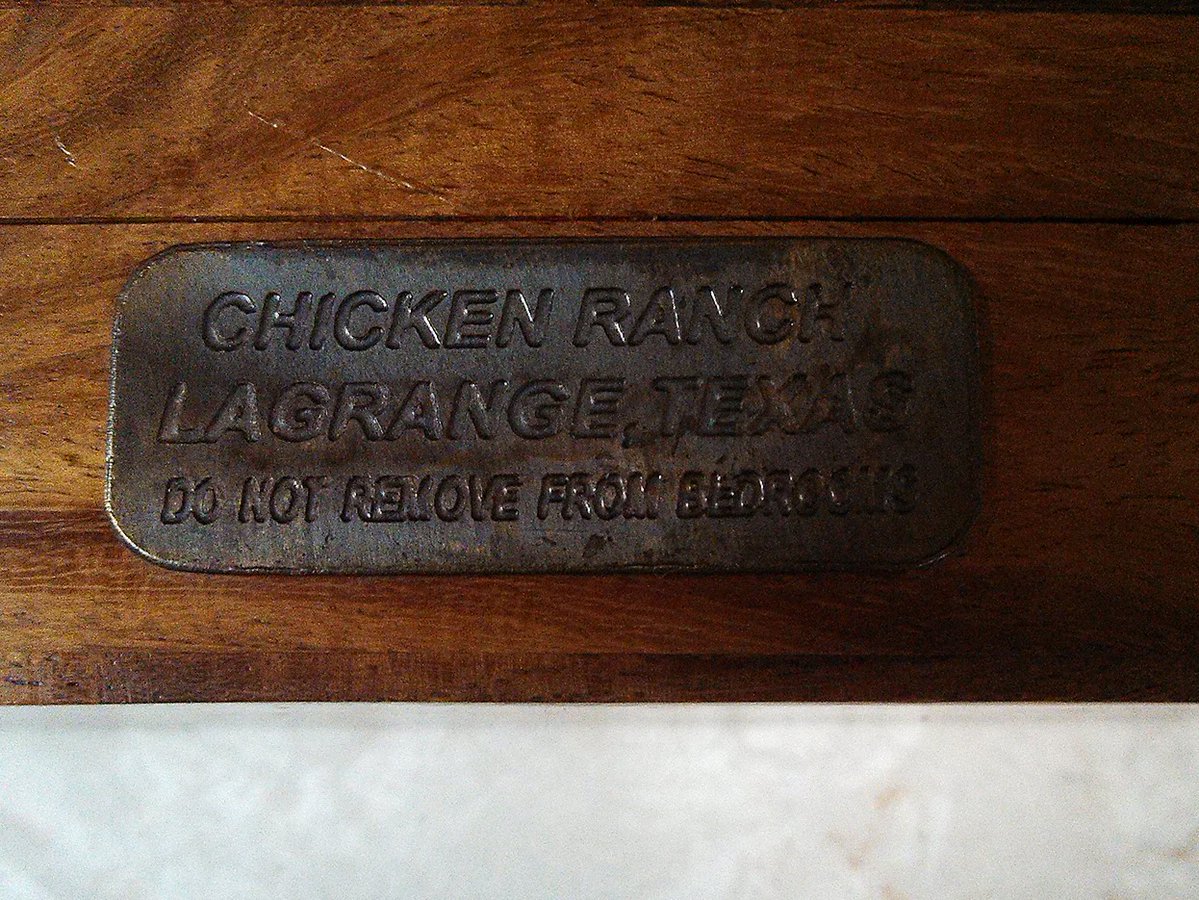 CHICKEN RANCH
LAGRANGE, TEXAS
DO NOT REMOVE FROM BEDROOMS